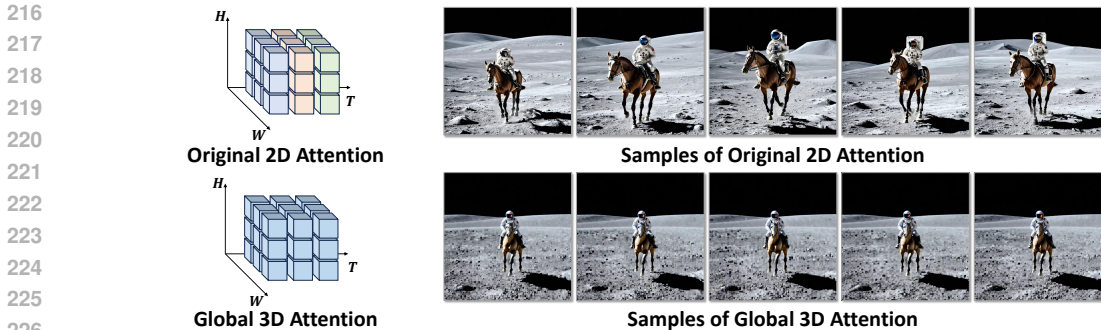 216
217
218
219
220
221
222
223
224
225
226
H
T
W
Original 2D Attention
Samples of Original 2D Attention
H
T
W
Global 3D Attention
Samples of Global 3D Attention